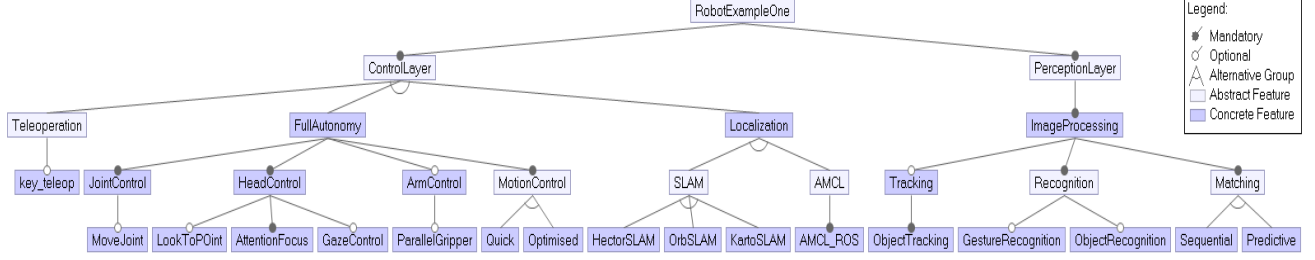 RobotExampleOne
Legend:
Mandatory
Optional
Alternative Group
Abstract Feature
Concrete Feature
ControlLayer
PerceptionLayer
Teleoperation
FullAutonomy
Localization
ImageProcessing
key_teleop
JointControl
HeadControl
ArmControl
MotionControl
SLAM
AMCL
Tracking
Recognition
Matching
MoveJoint
LookToPOint
AttentionFocus
GazeControl
ParallelGripper
Quick
Optimised
HectorSLAM
OrbSLAM
KartoSLAM
AMCL_ROS
ObjectTracking
GestureRecognition
ObjectRecognition
Sequential
Predictive